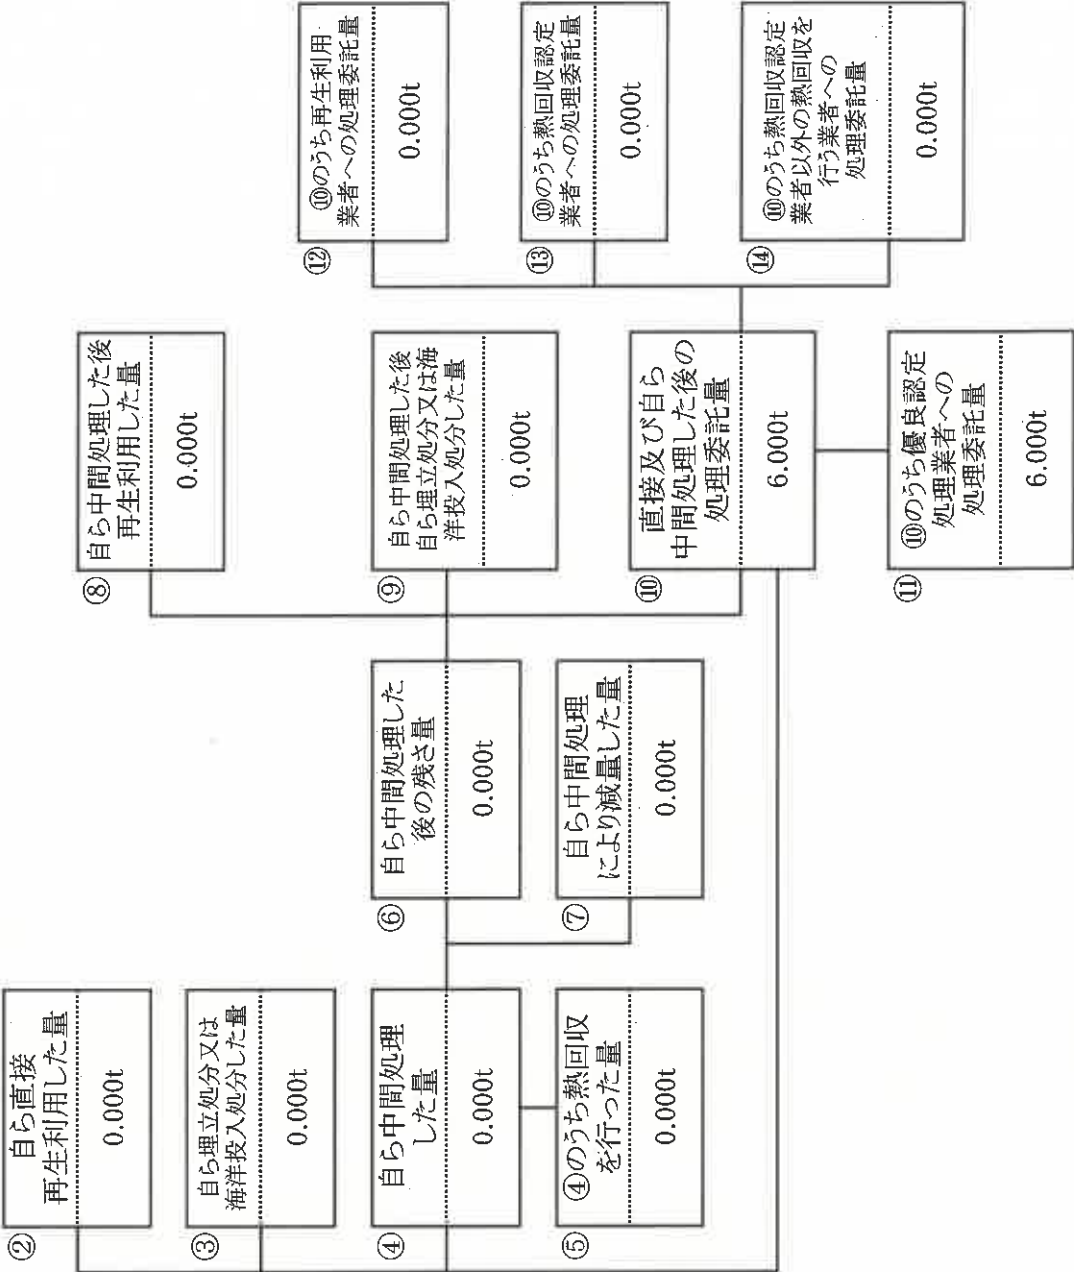 ②
自ら直接
再生利用した量
0.000t
③
自ら埋立処分又は
海洋投入処分した量
0.000t
④
自ら中間処理
した量
0.000t
⑤
④のうち熱回収
を行った量
0.000t
⑥
自ら中間処理した
後の残さ量
0.000t
⑦
自ら中間処理
により減量した量
0.000t
⑧
自ら中間処理した後
再生利用した量
0.000t
⑨
自ら中間処理した後
自ら埋立処分又は海
洋投入処分した量
0.000t
⑩
直接及び自ら
中間処理した後の
処理委託量
6.000t
⑪
⑩のうち優良認定
処理業者への
処理委託量
6.000t
⑫
⑩のうち再生利用
業者への処理委託量
0.000t
⑬
⑩のうち熱回収認定
業者への処理委託量
0.000t
⑭
⑩のうち熱回収認定
業者以外の熱回収を
行う業者への
処理委託量
0.000t